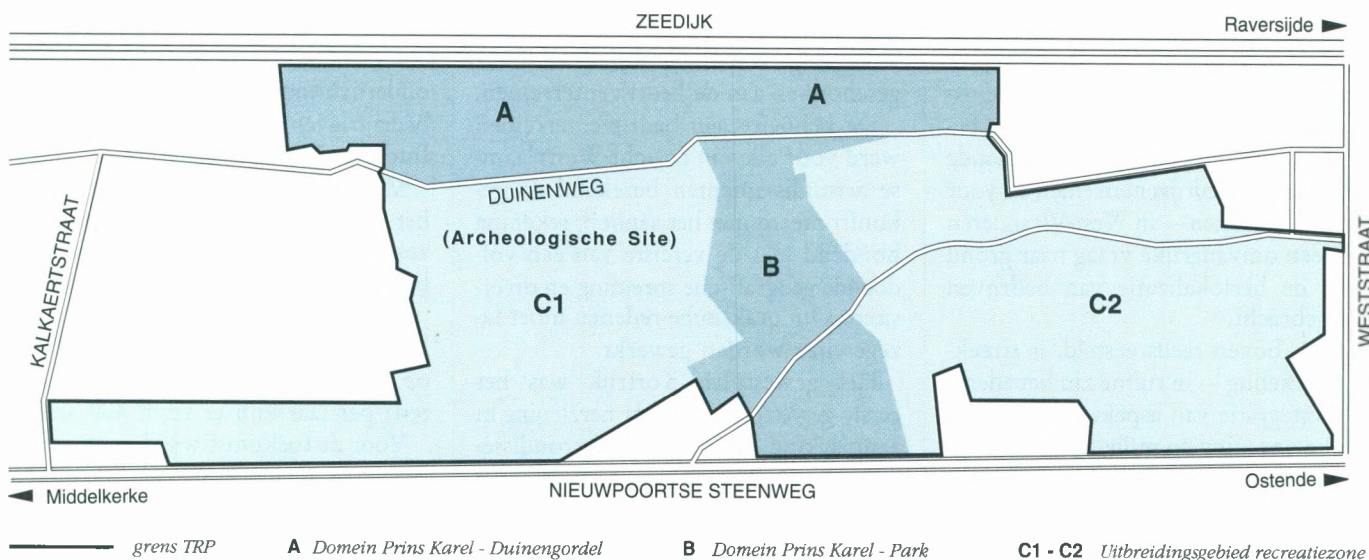 ZEEDIJK
Raversijde
A
A
DUINENWEG
KALKAERTSTRAAT
(Archeologische Site)
B
C1
C2
WESTSTRAAT
Middelkerke
NIEUWPOORTSE STEENWEG
Ostende
grens TRP A Domein Prins Karel - Duinengordel B Domein Prins Karel - Park C1 - C2 Uitbreidingsgebied recreatiezone